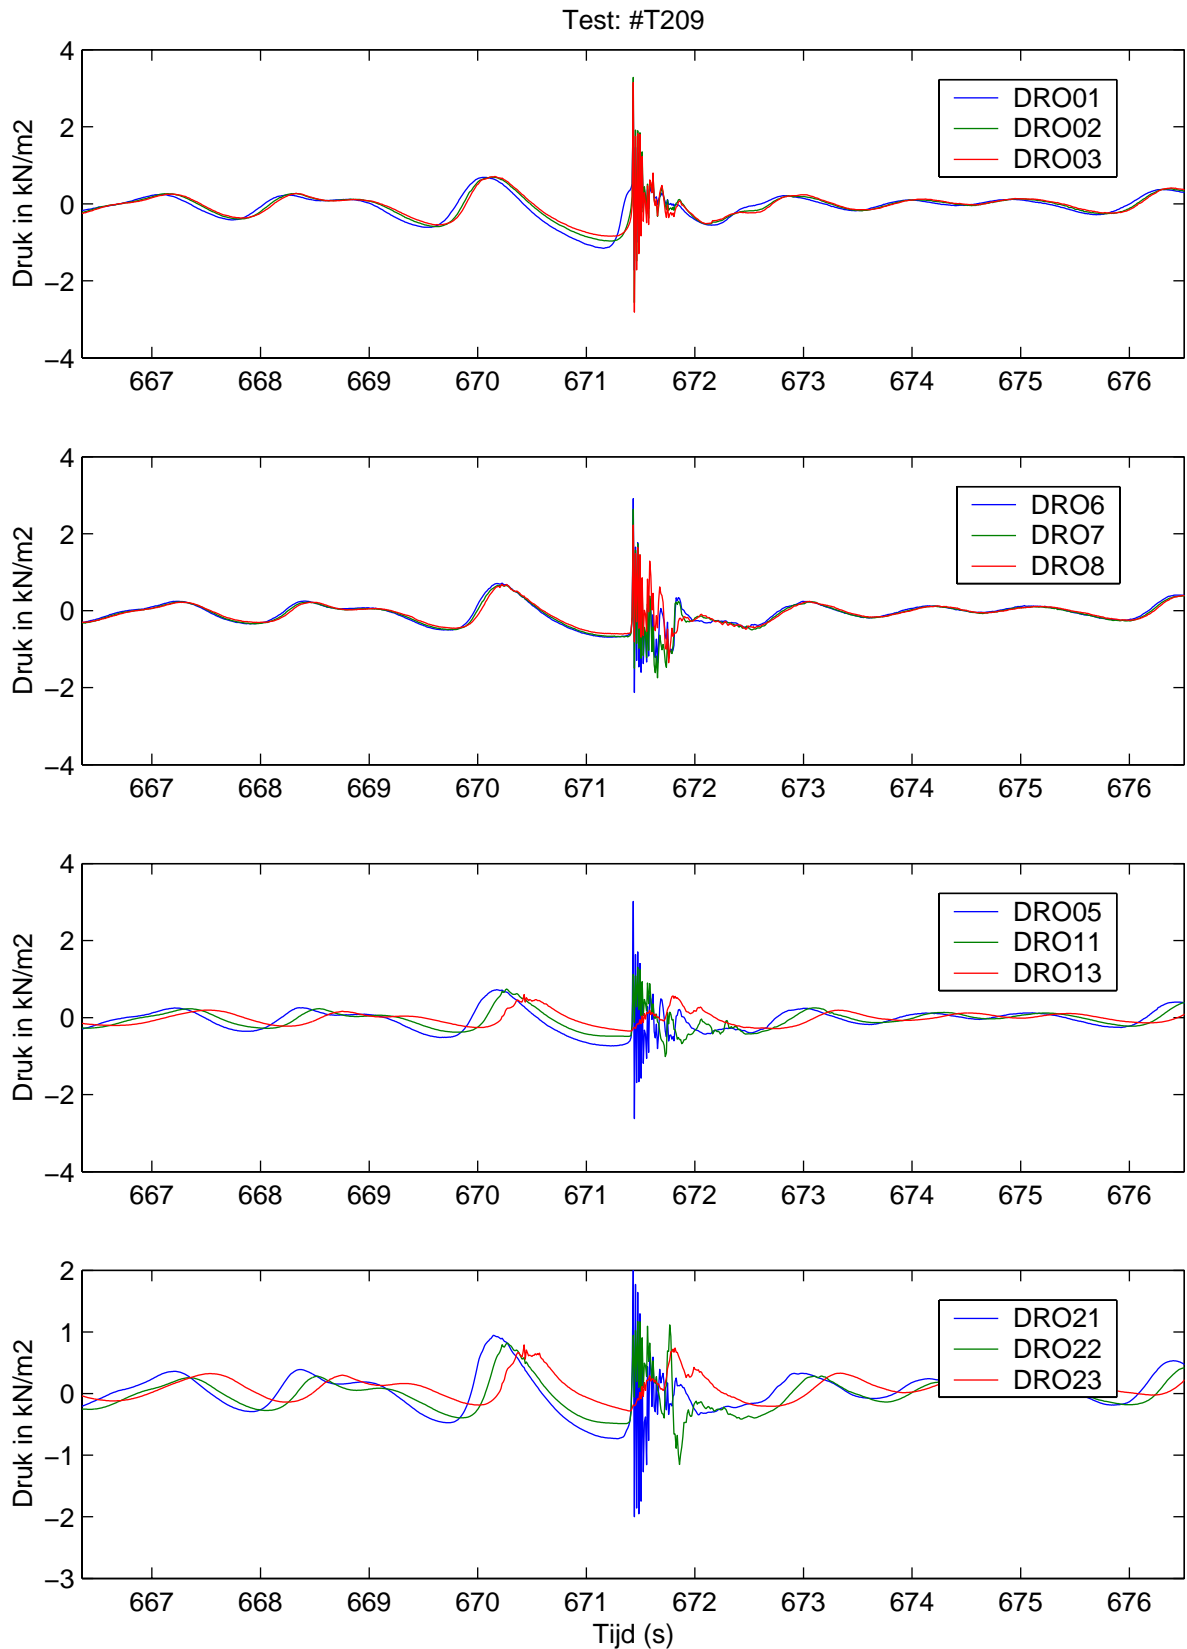 Test: #T209
4
2
0
−2
−4
Druk in kN/m2
DRO01
DRO02
DRO03
667 668 669 670 671 672 673 674 675 676
4
2
0
−2
−4
Druk in kN/m2
DRO6
DRO7
DRO8
667 668 669 670 671 672 673 674 675 676
4
2
0
−2
−4
Druk in kN/m2
DRO05
DRO11
DRO13
667 668 669 670 671 672 673 674 675 676
2
1
0
−1
−2
−3
Druk in kN/m2
DRO21
DRO22
DRO23
667 668 669 670 671 672 673 674 675 676
Tijd (s)